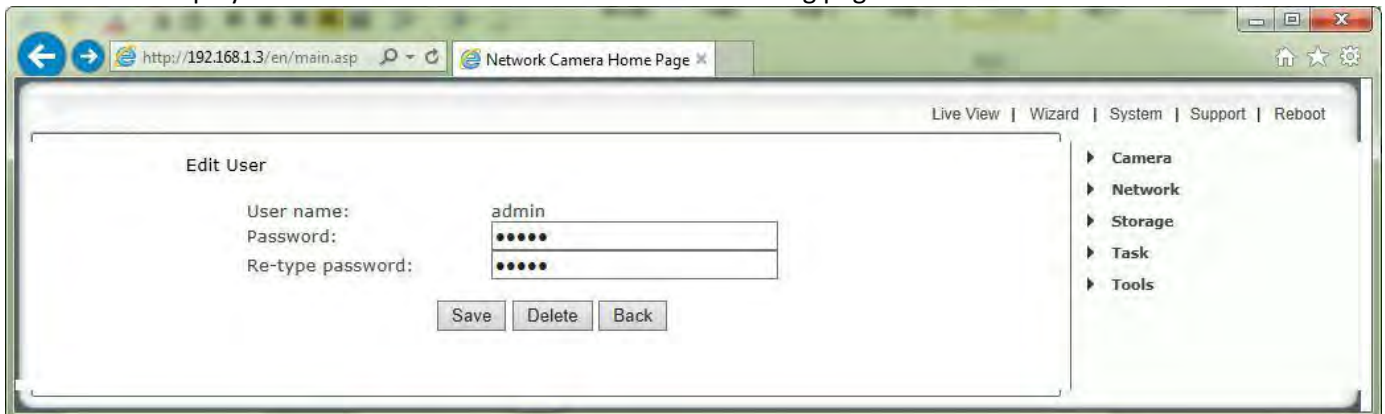 http://192.168.1.3/en/main.asp
Network Camera Home Page
Live View | Wizard | System | Support | Reboot
Edit User
User name: admin
Password: •••••
Re-type password: •••••
Save Delete Back
Camera
Network
Storage
Task
Tools